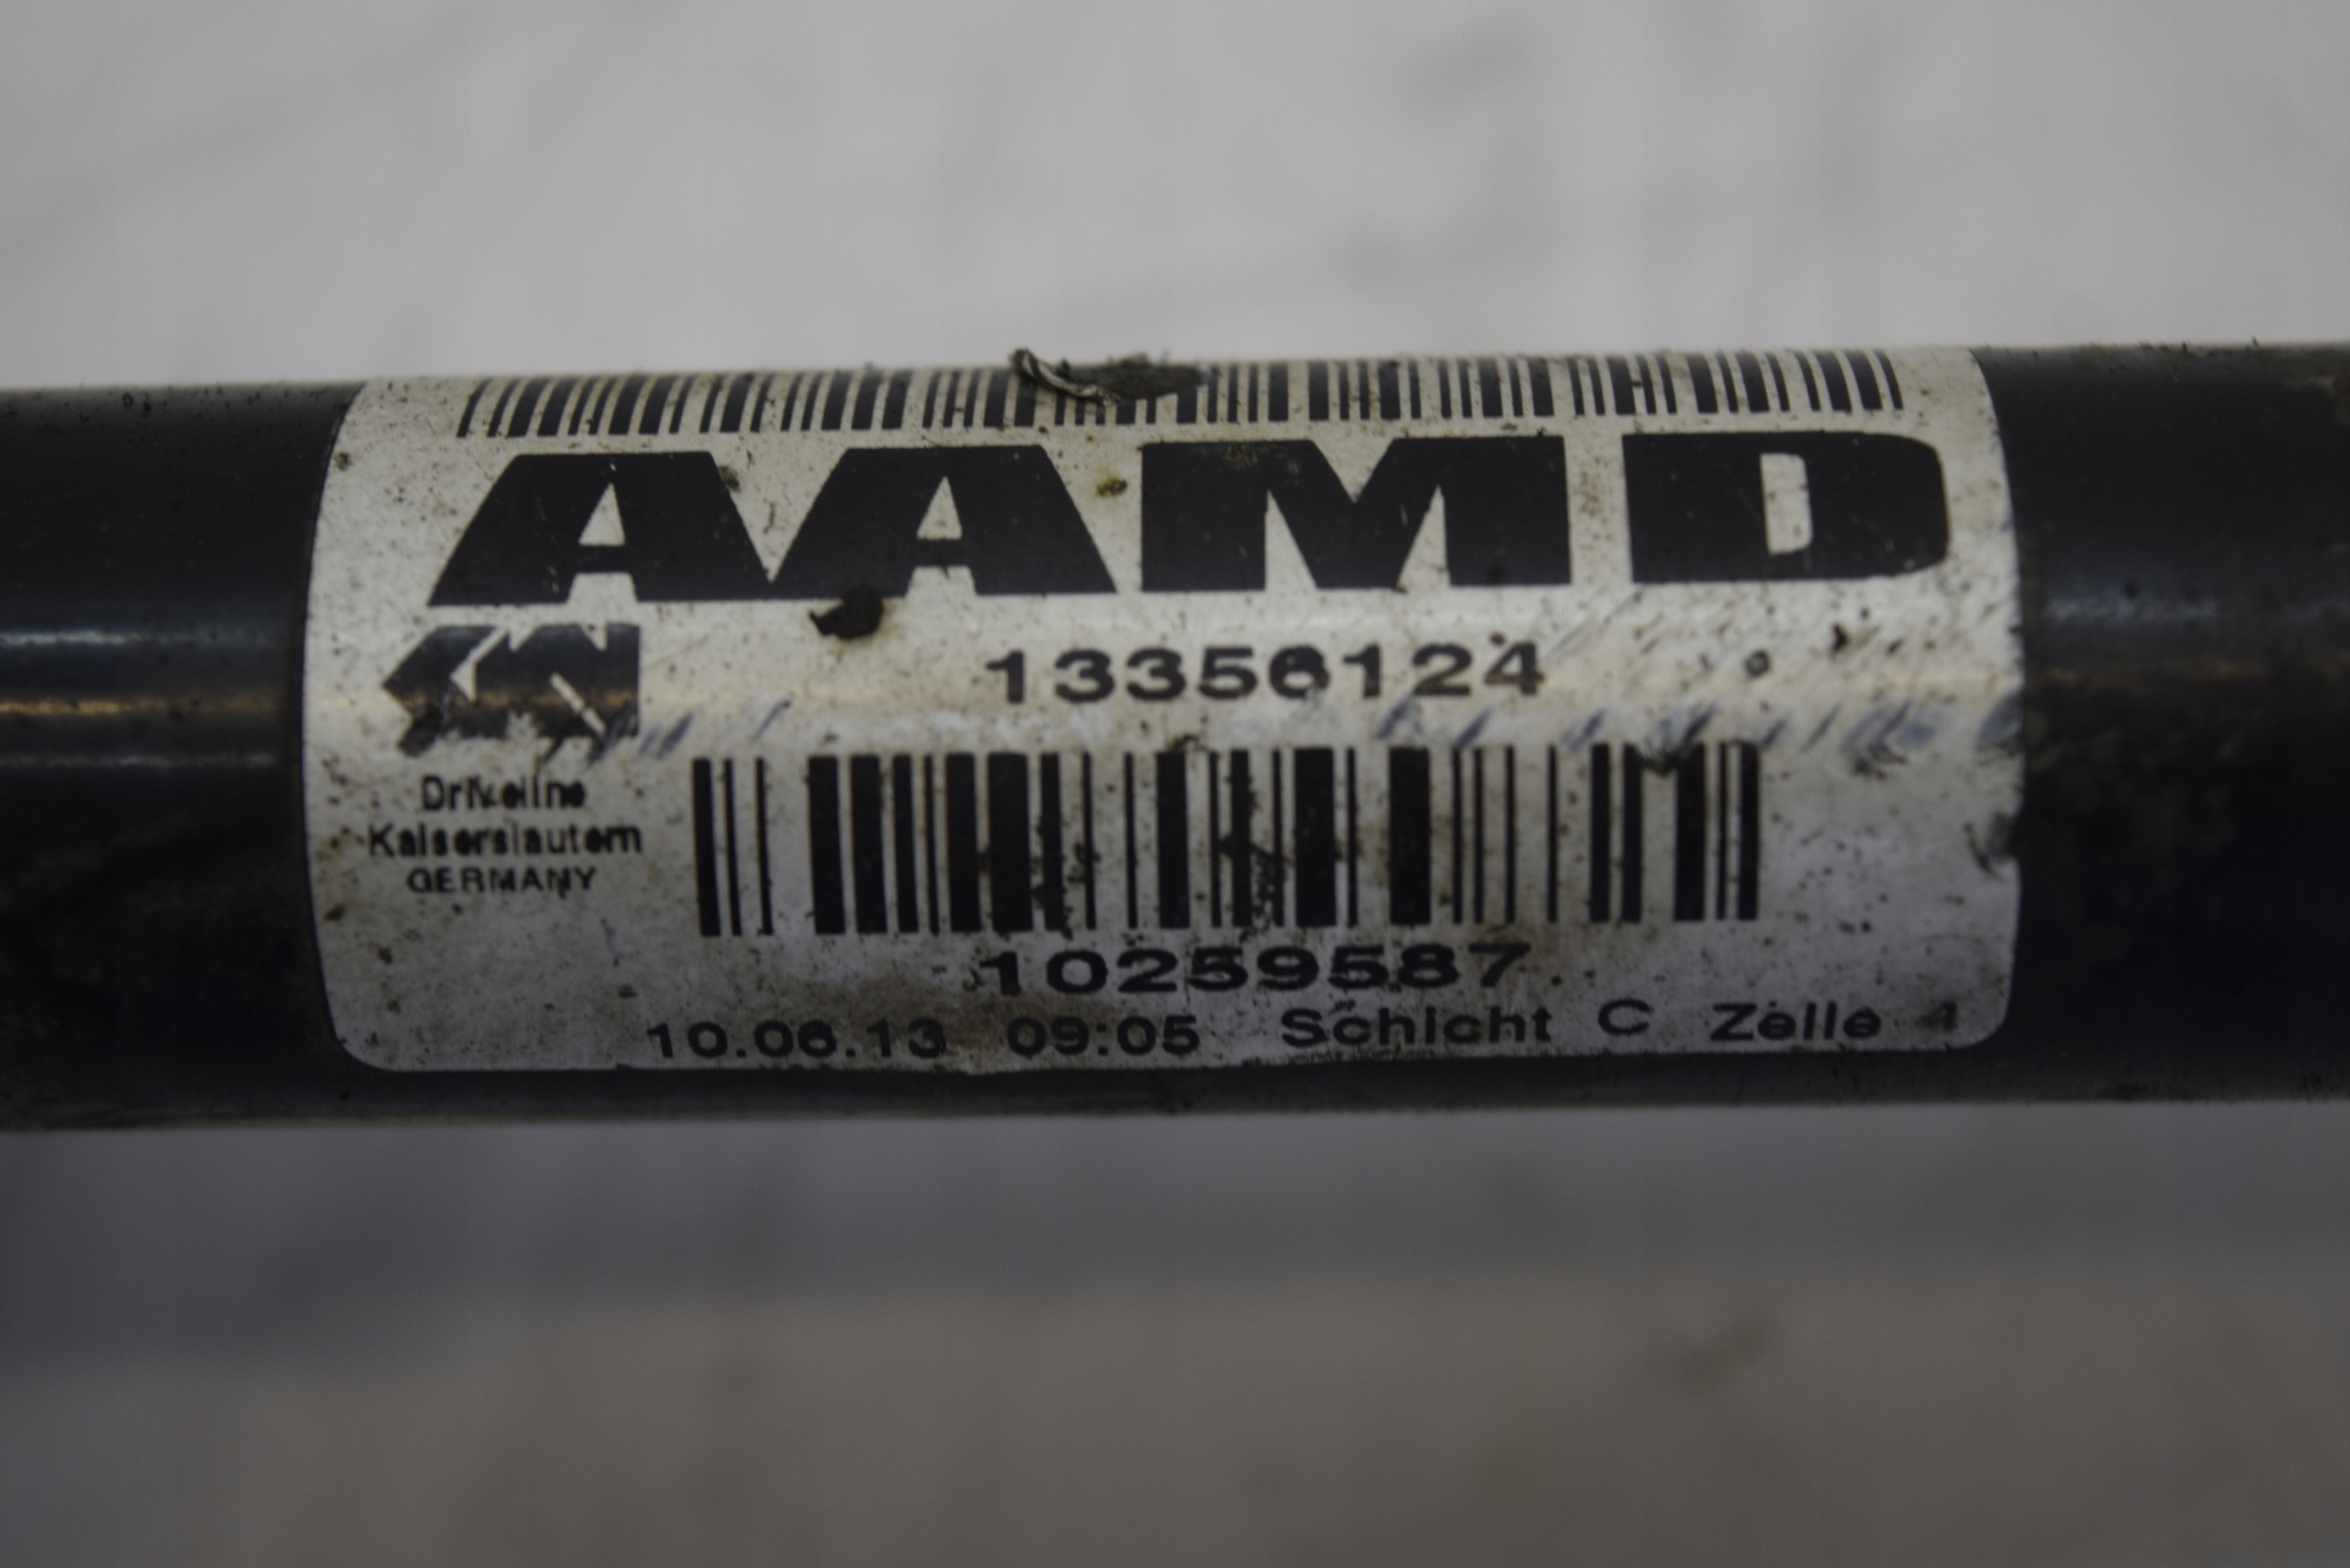 AAMD
13356124
Driveline
Kaiserslautern
GERMANY
10259587
10.06.13 09:05 Schicht C Zelle 4